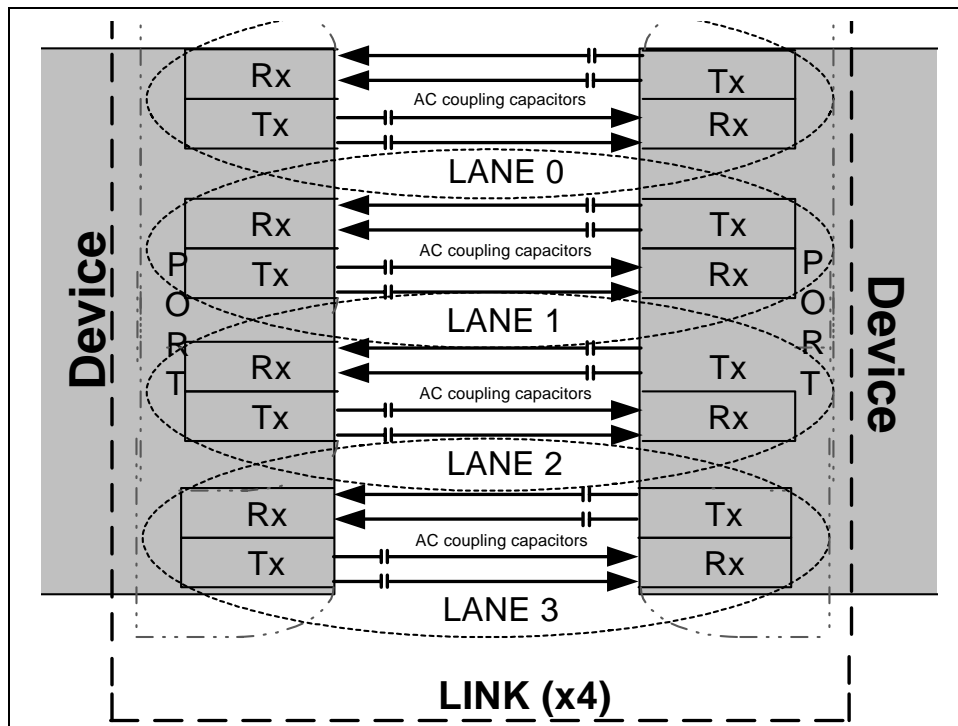 Rx Tx
AC coupling capacitors
Tx Rx
LANE 0
Rx Tx
AC coupling capacitors
Tx Rx
LANE 1
Rx Tx
AC coupling capacitors
Tx Rx
LANE 2
Rx Tx
AC coupling capacitors
Tx Rx
LANE 3
Device
PORT
PORT
Device
LINK (x4)